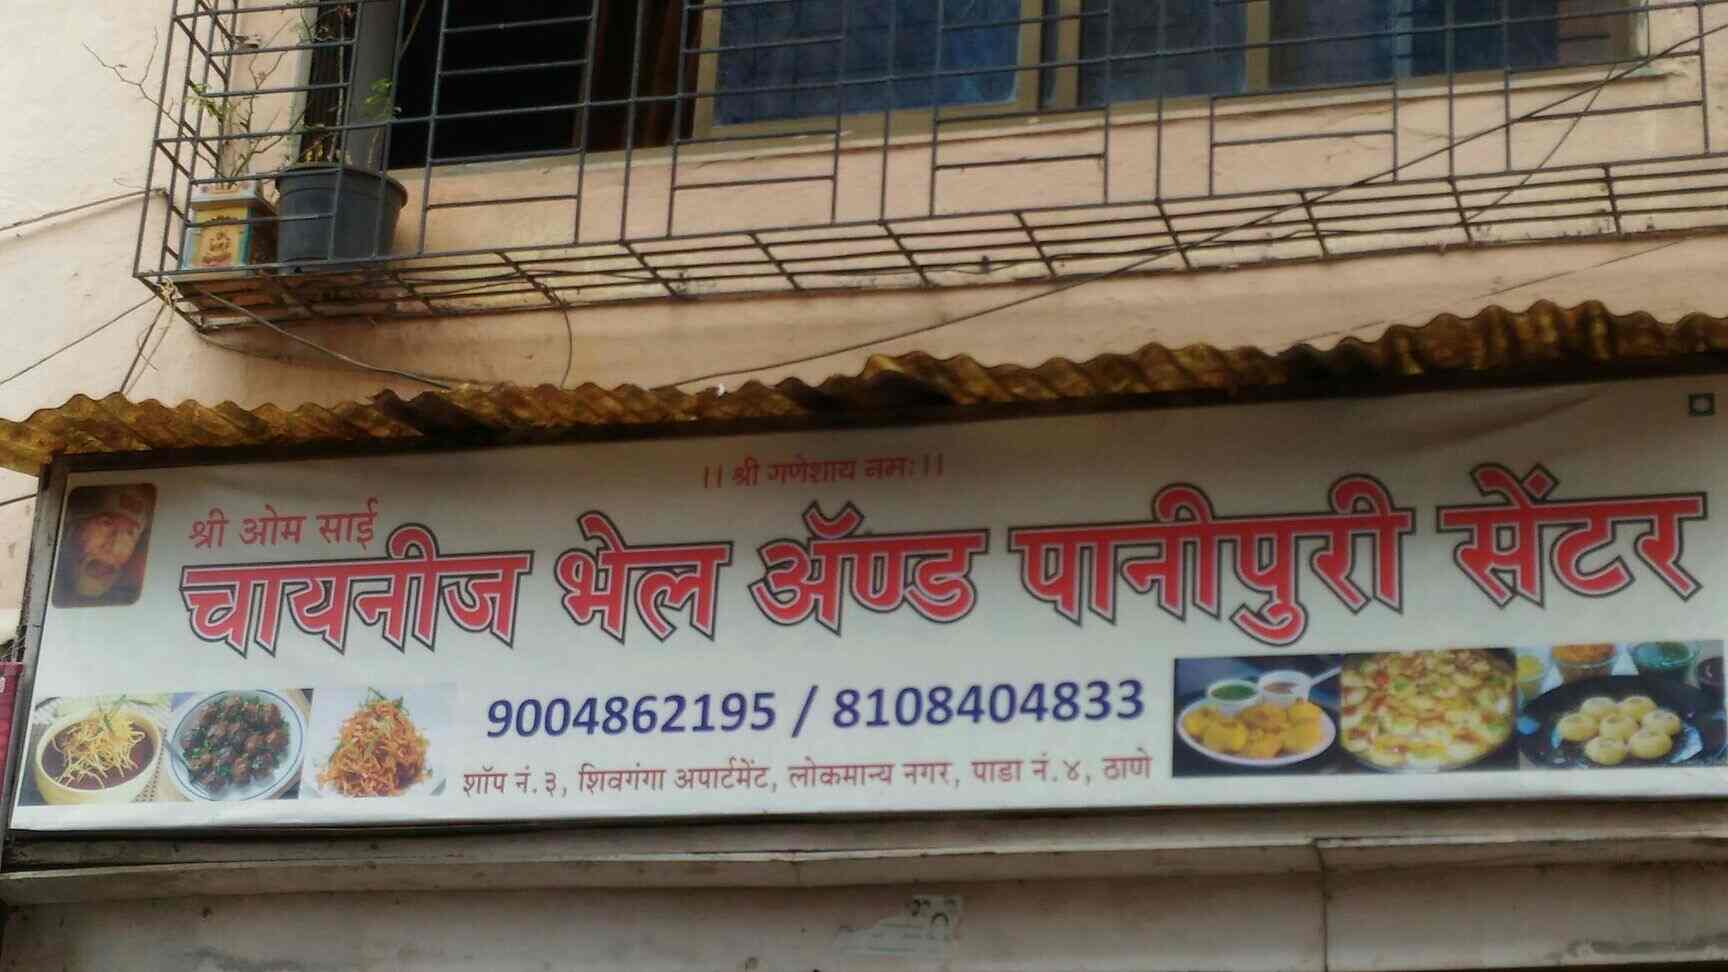 ।। श्री गणेशाय नमः।।
श्री ओम साई
चायनीज भेल ॲण्ड पानीपुरी सेंटर
9004862195 / 8108404833
शॉप नं. ३, शिवगंगा अपार्टमेंट, लोकमान्य नगर, पाडा नं. ४, ठाणे